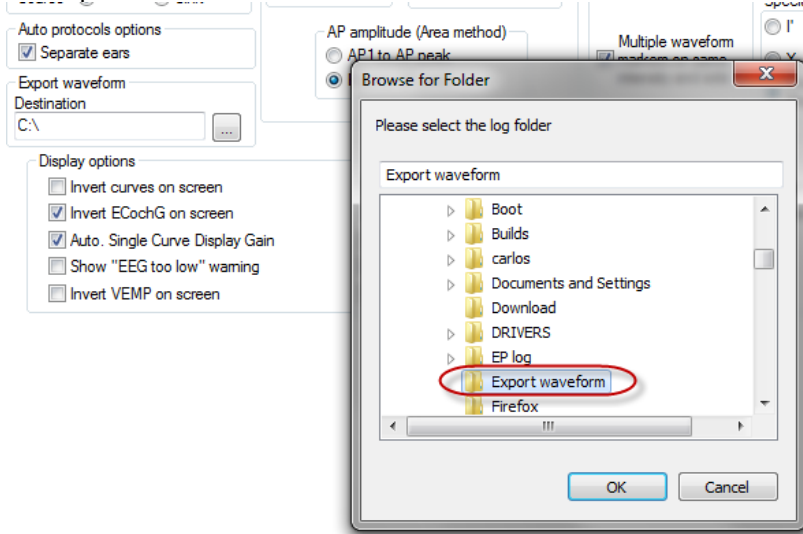 Auto protocols options
Separate ears
Export waveform
Destination
C:\
...
AP amplitude (Area method)
AP1 to AP peak
Multiple waveform
markers on same
Display options
Invert curves on screen
Invert ECochG on screen
Auto. Single Curve Display Gain
Show "EEG too low" warning
Invert VEMP on screen
Browse for Folder
Please select the log folder
Export waveform
Boot
Builds
carlos
Documents and Settings
Download
DRIVERS
EP log
Export waveform
Firefox
OK
Cancel